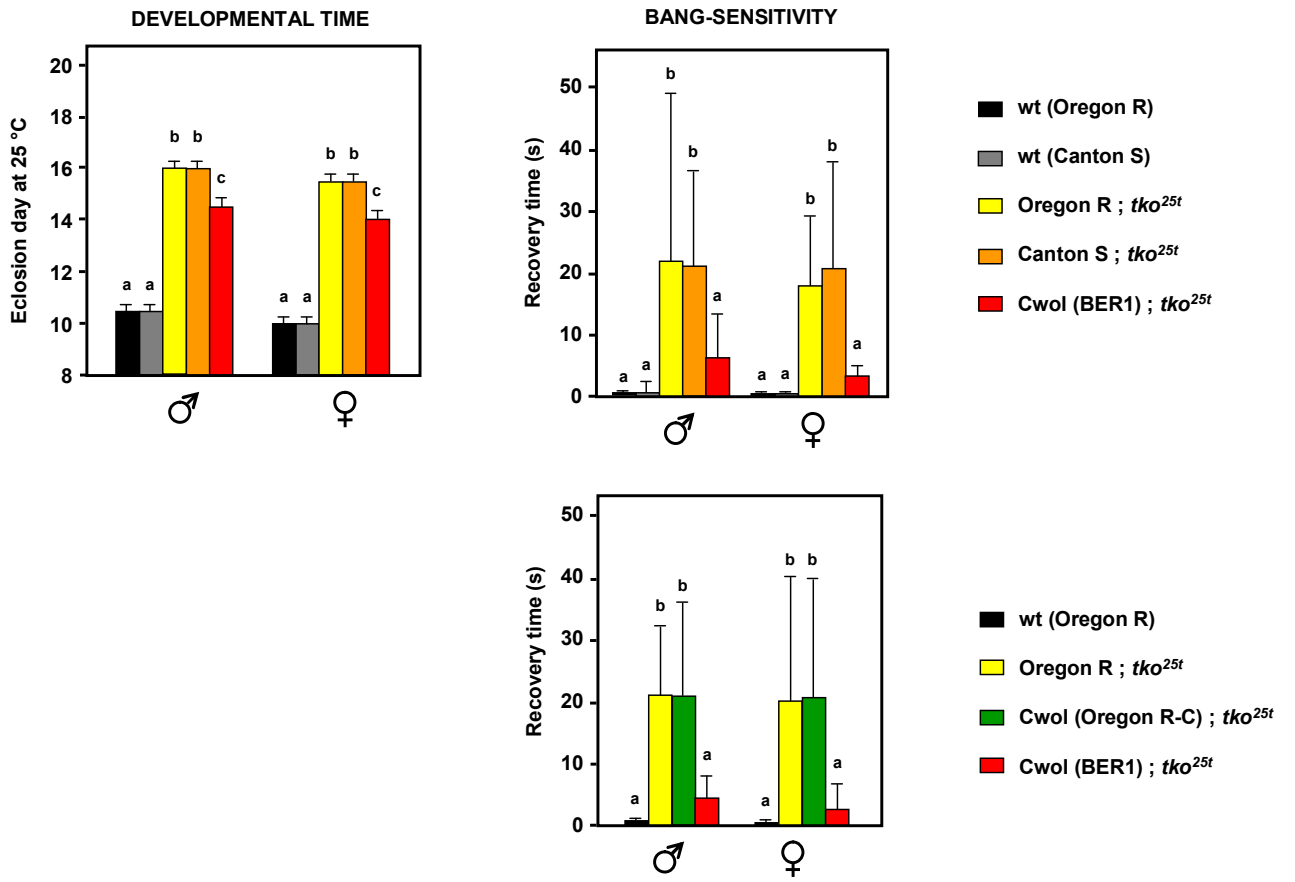 DEVELOPMENTAL TIME
BANG-SENSITIVITY
Eclosion day at 25 °C
20
18
16
14
12
10
8
a a b b c
a a b b c
♂ ♀
Recovery time (s)
50
40
30
20
10
0
a a b b a
a a b b a
♂ ♀
wt (Oregon R)
wt (Canton S)
Oregon R ; tko25t
Canton S ; tko25t
Cwol (BER1) ; tko25t
Recovery time (s)
50
40
30
20
10
0
a b b a
a b b a
♂ ♀
wt (Oregon R)
Oregon R ; tko25t
Cwol (Oregon R-C) ; tko25t
Cwol (BER1) ; tko25t